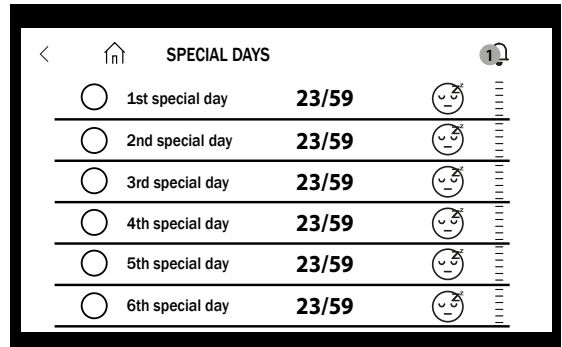 SPECIAL DAYS 1
1st special day 23/59
2nd special day 23/59
3rd special day 23/59
4th special day 23/59
5th special day 23/59
6th special day 23/59